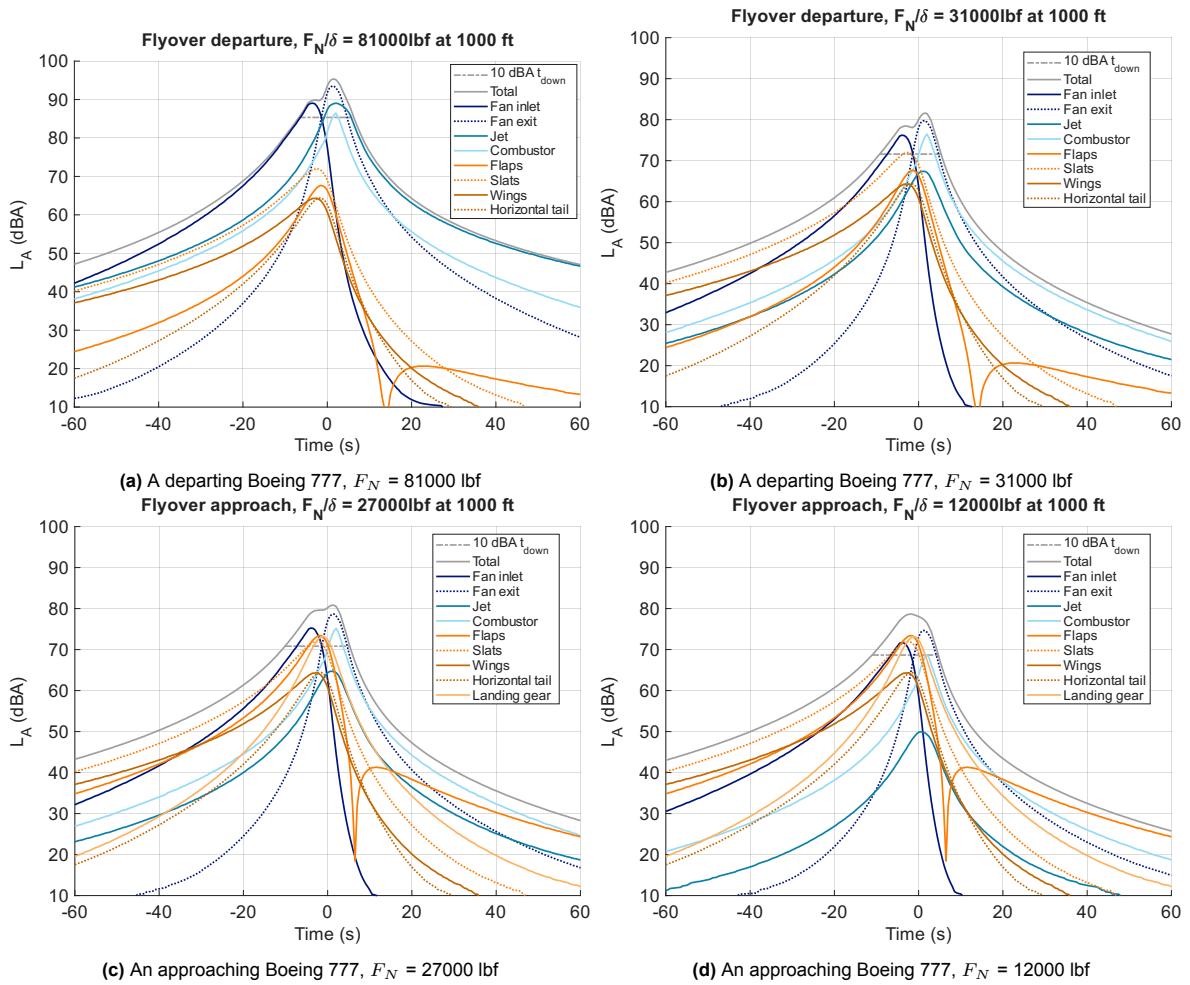 Flyover departure, F_N/δ = 81000lbf at 1000 ft
100
90
80
70
60
50
40
30
20
10
L_A (dBA)
-60 -40 -20 0 20 40 60
Time (s)
10 dBA t_down
Total
Fan inlet
Fan exit
Jet
Combustor
Flaps
Slats
Wings
Horizontal tail
(a) A departing Boeing 777, F_N = 81000 lbf
Flyover departure, F_N/δ = 31000lbf at 1000 ft
100
90
80
70
60
50
40
30
20
10
L_A (dBA)
-60 -40 -20 0 20 40 60
Time (s)
10 dBA t_down
Total
Fan inlet
Fan exit
Jet
Combustor
Flaps
Slats
Wings
Horizontal tail
(b) A departing Boeing 777, F_N = 31000 lbf
Flyover approach, F_N/δ = 27000lbf at 1000 ft
100
90
80
70
60
50
40
30
20
10
L_A (dBA)
-60 -40 -20 0 20 40 60
Time (s)
10 dBA t_down
Total
Fan inlet
Fan exit
Jet
Combustor
Flaps
Slats
Wings
Horizontal tail
Landing gear
(c) An approaching Boeing 777, F_N = 27000 lbf
Flyover approach, F_N/δ = 12000lbf at 1000 ft
100
90
80
70
60
50
40
30
20
10
L_A (dBA)
-60 -40 -20 0 20 40 60
Time (s)
10 dBA t_down
Total
Fan inlet
Fan exit
Jet
Combustor
Flaps
Slats
Wings
Horizontal tail
Landing gear
(d) An approaching Boeing 777, F_N = 12000 lbf